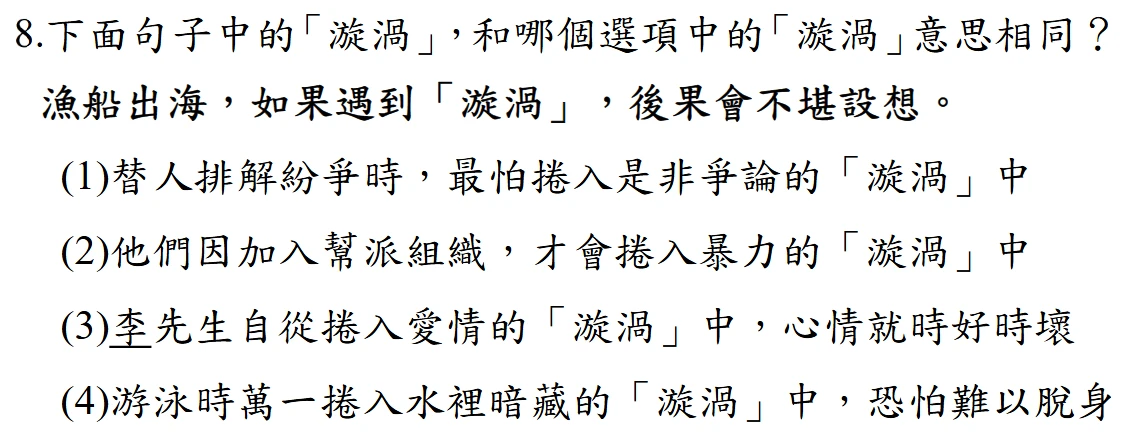 8.下面句子中的「漩渦」，和哪個選項中的「漩渦」意思相同？
漁船出海，如果遇到「漩渦」，後果會不堪設想。
(1)替人排解紛爭時，最怕捲入是非爭論的「漩渦」中
(2)他們因加入幫派組織，才會捲入暴力的「漩渦」中
(3)李先生自從捲入愛情的「漩渦」中，心情就時好時壞
(4)游泳時萬一捲入水裡暗藏的「漩渦」中，恐怕難以脫身